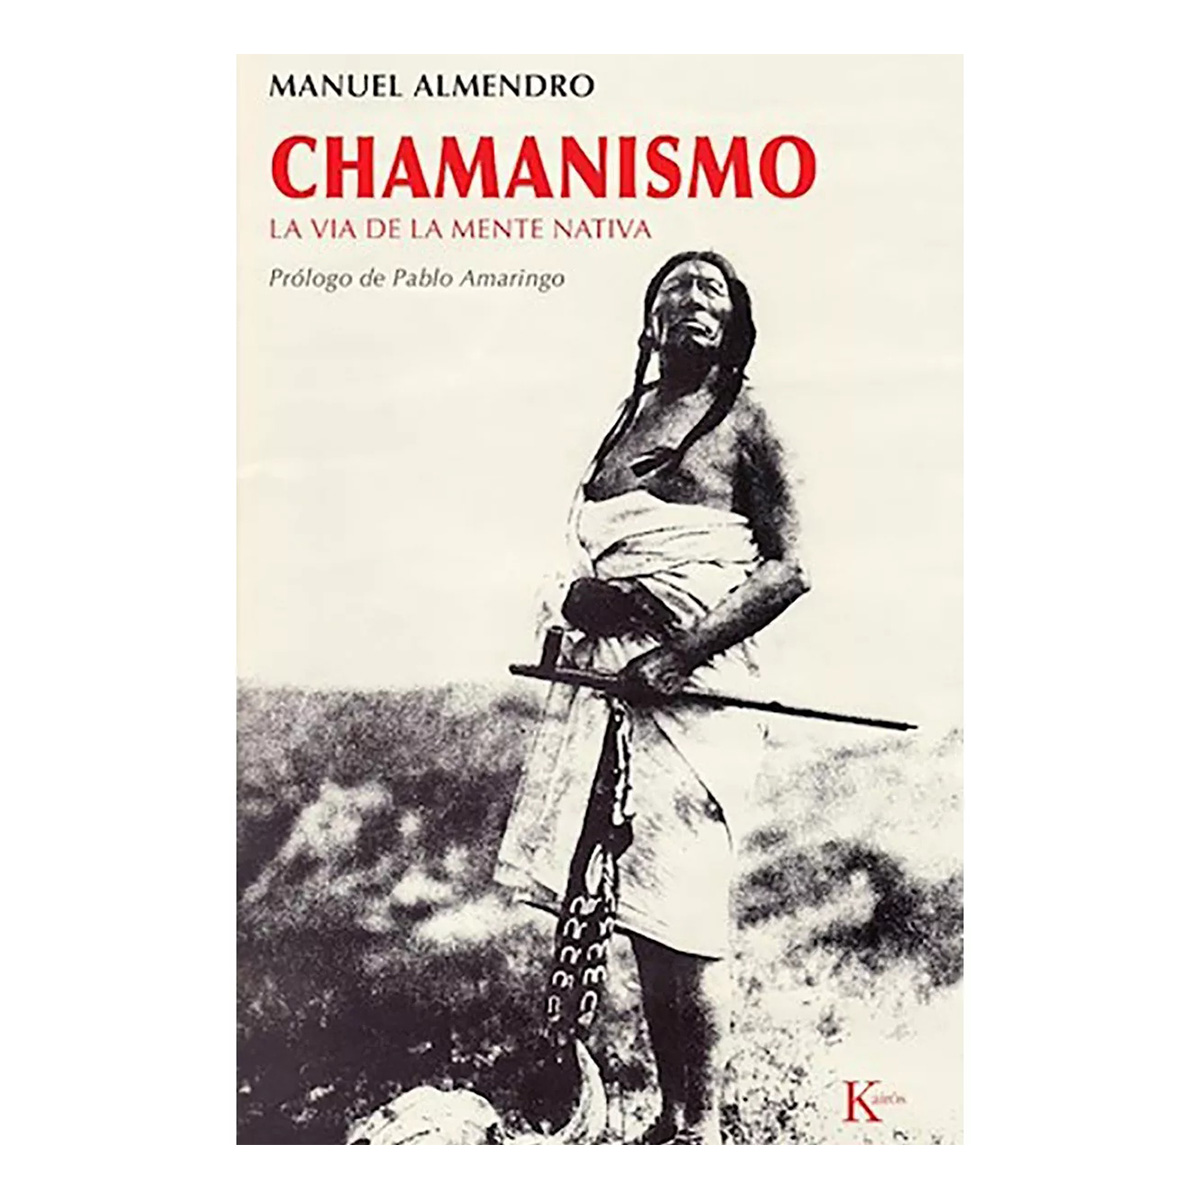 MANUEL ALMENDRO
CHAMANISMO
LA VIA DE LA MENTE NATIVA
Prólogo de Pablo Amaringo
Kairós